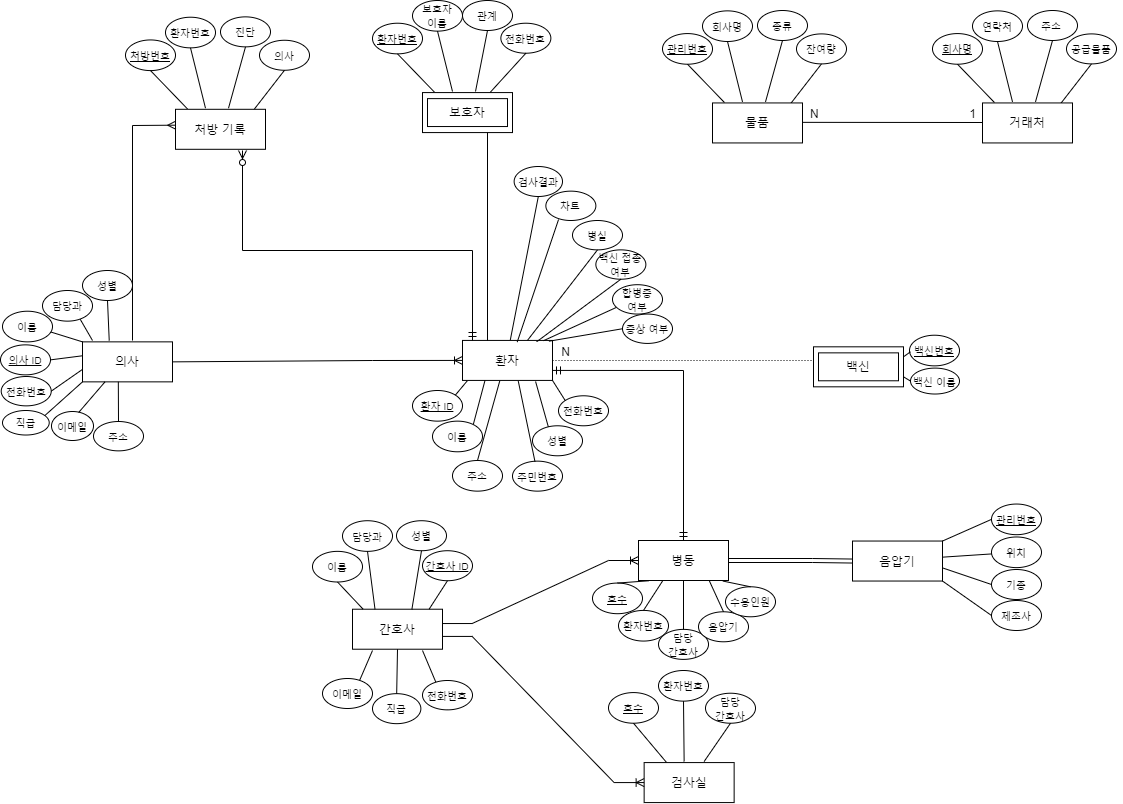 처방번호
환자번호
진단
의사
처방 기록
환자번호
보호자
이름
관계
전화번호
보호자
관리번호
회사명
종류
잔여량
물품
N
1
회사명
연락처
주소
공급물품
거래처
검사결과
차트
병실
백신 접종
여부
합병증
여부
증상 여부
성별
담당과
이름
의사 ID
전화번호
직급
이메일
주소
의사
환자
N
환자 ID
이름
주소
주민번호
성별
전화번호
백신
백신번호
백신 이름
이름
담당과
성별
간호사 ID
간호사
이메일
직급
전화번호
병동
호수
환자번호
담당
간호사
음압기
수용인원
음압기
관리번호
위치
기종
제조사
호수
환자번호
담당
간호사
검사실